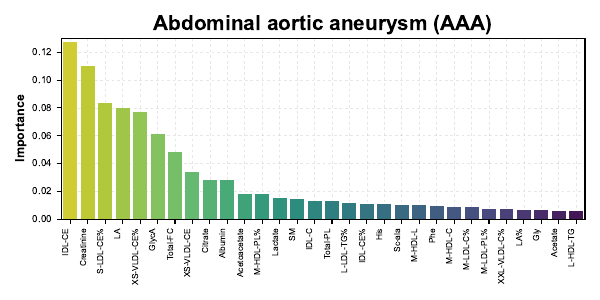 Abdominal aortic aneurysm (AAA)
Importance
0.12
0.10
0.08
0.06
0.04
0.02
0.00
IDL-CE
Creatinine
S-LDL-CE%
LA
XS-VLDL-CE%
GlycA
Total-FC
XS-VLDL-CE
Citrate
Albumin
Acetoacetate
M-HDL-PL%
Lactate
SM
IDL-C
Total-PL
L-LDL-TG%
IDL-CE%
His
M-HDL-L
Phe
M-HDL-C
M-LDL-C%
M-LDL-PL%
XXL-VLDL-C%
LA%
Gly
Acetate
L-HDL-TG